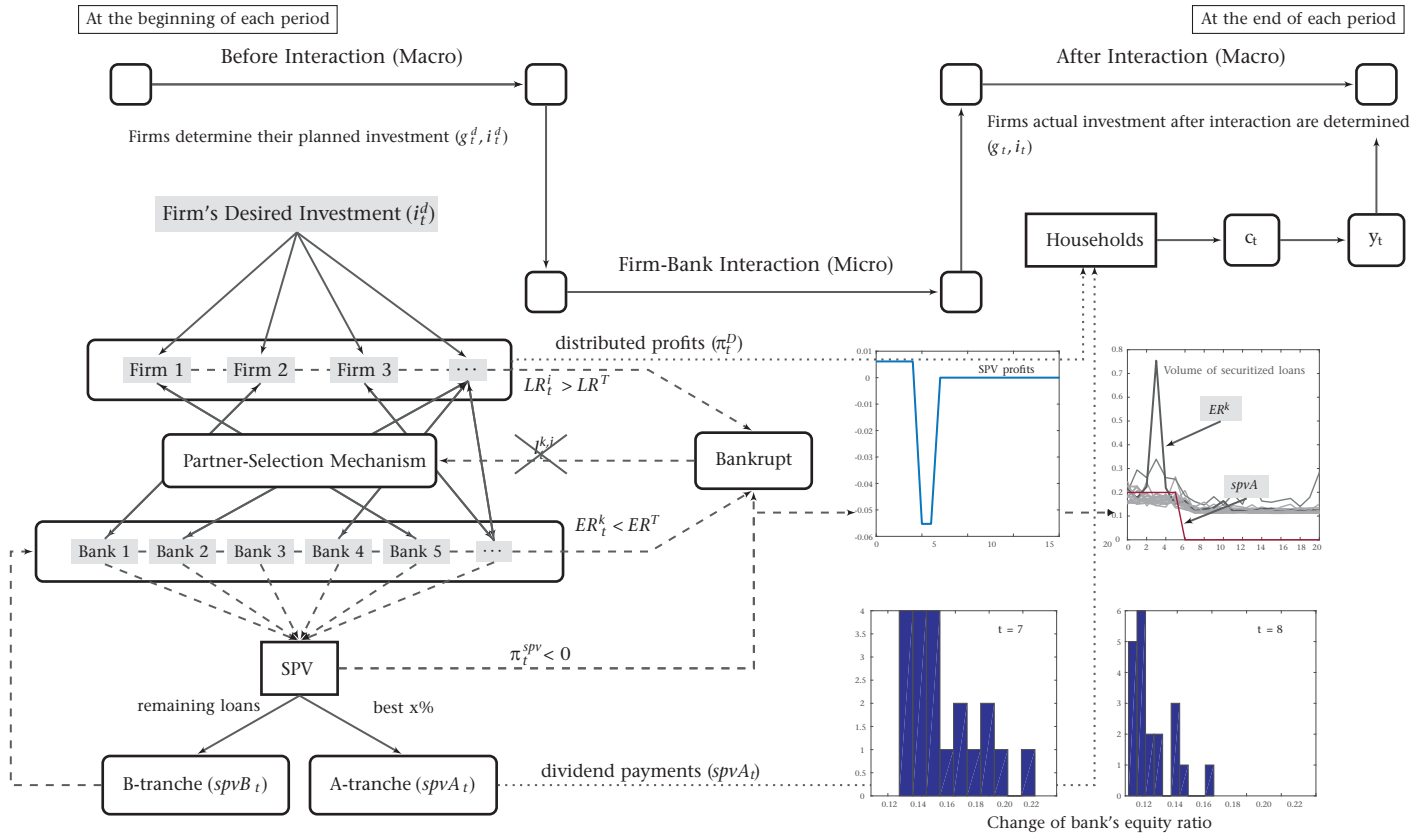 At the beginning of each period
At the end of each period
Before Interaction (Macro)
After Interaction (Macro)
Firms determine their planned investment (g_t^d, i_t^d)
Firms actual investment after interaction are determined
(g_t, i_t)
Firm's Desired Investment (i_t^d)
Households
c_t
y_t
Firm-Bank Interaction (Micro)
distributed profits (π_t^D)
Firm 1
Firm 2
Firm 3
...
LR_t^i > LR^T
Partner-Selection Mechanism
Bankrupt
ER_t^k < ER^T
Bank 1
Bank 2
Bank 3
Bank 4
Bank 5
...
SPV
π_t^spv < 0
remaining loans
best x%
B-tranche (spvB_t)
A-tranche (spvA_t)
dividend payments (spvA_t)
SPV profits
0.01
0
-0.01
-0.02
-0.03
-0.04
-0.05
-0.06
0 5 10 15
20
Volume of securitized loans
ER^k
spvA
0.8
0.7
0.6
0.5
0.4
0.3
0.2
0.1
0
0 2 4 6 8 10 12 14 16 18 20
t = 7
4
3.5
3
2.5
2
1.5
1
0.5
0
0.12 0.14 0.16 0.18 0.20 0.22
t = 8
6
5
4
3
2
1
0
0.12 0.14 0.16 0.18 0.20 0.22
Change of bank's equity ratio